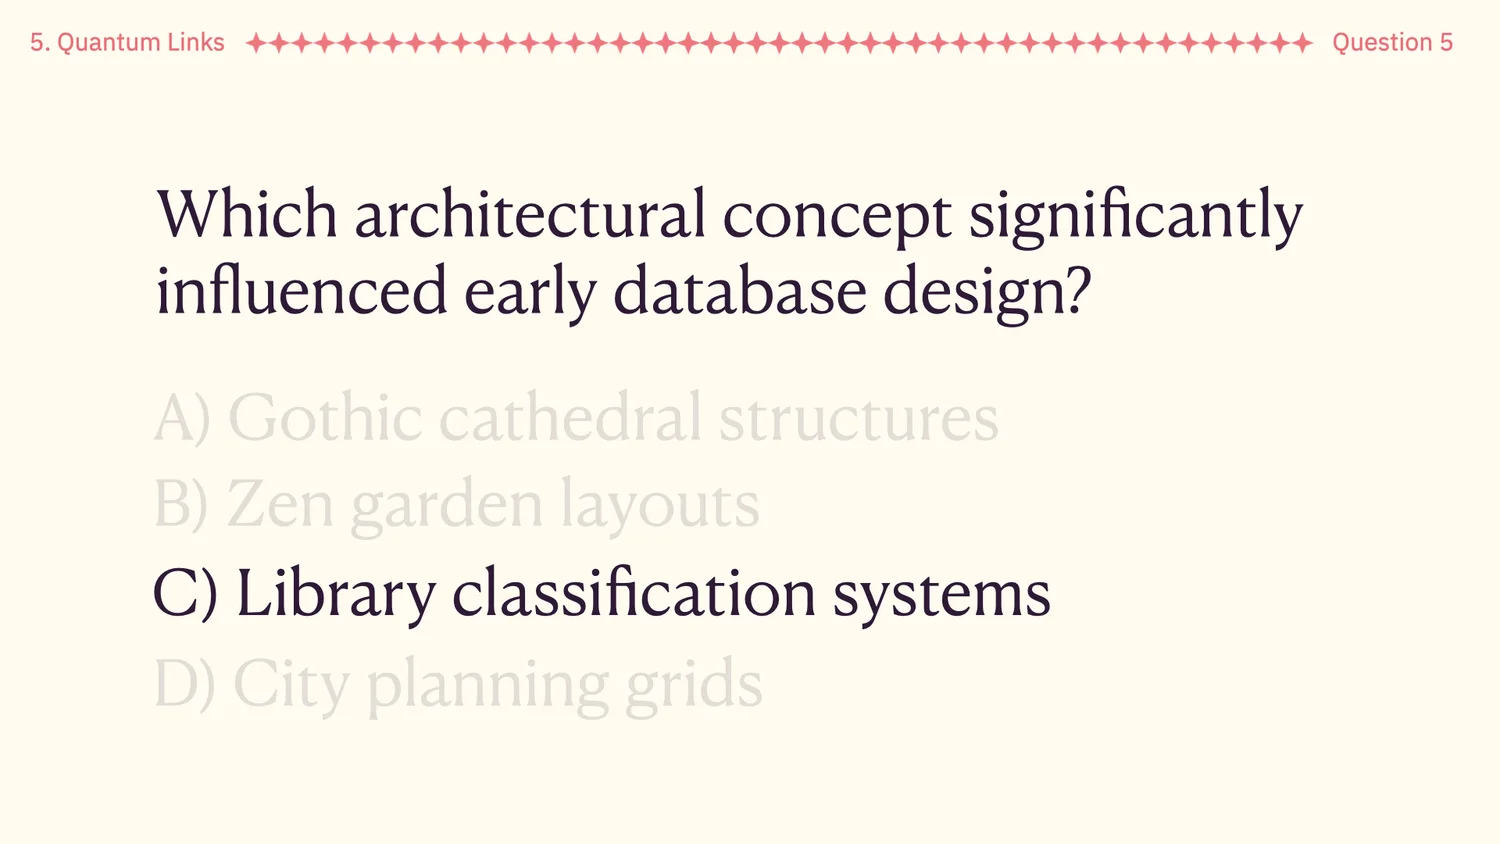 5. Quantum Links
Question 5
Which architectural concept significantly
influenced early database design?
A) Gothic cathedral structures
B) Zen garden layouts
C) Library classification systems
D) City planning grids